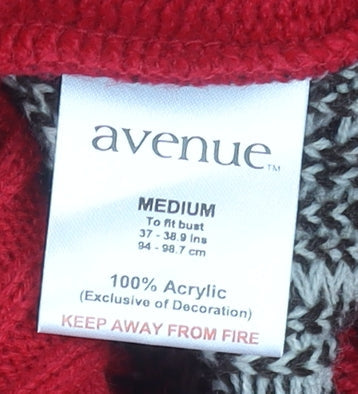 avenue™
MEDIUM
To fit bust
37 - 38.9 ins
94 - 98.7 cm
100% Acrylic
(Exclusive of Decoration)
KEEP AWAY FROM FIRE